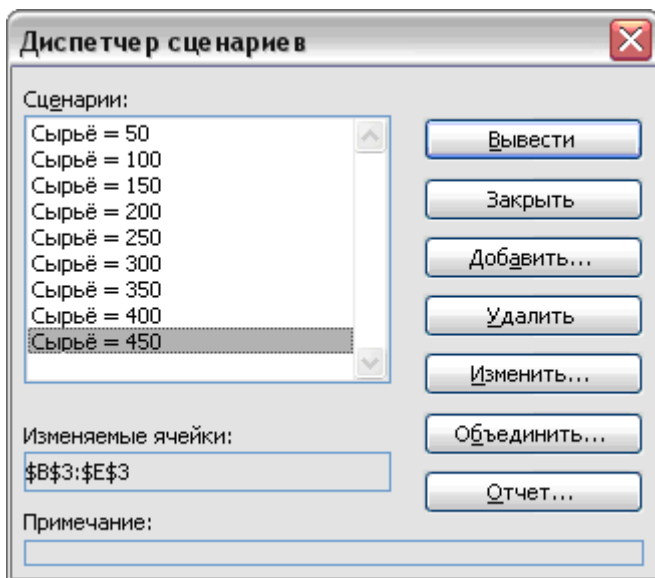 Диспетчер сценариев
Сценарии:
Сырьё = 50
Сырьё = 100
Сырьё = 150
Сырьё = 200
Сырьё = 250
Сырьё = 300
Сырьё = 350
Сырьё = 400
Сырьё = 450
Вывести
Закрыть
Добавить...
Удалить
Изменить...
Объединить...
Отчет...
Изменяемые ячейки:
$B$3:$E$3
Примечание: